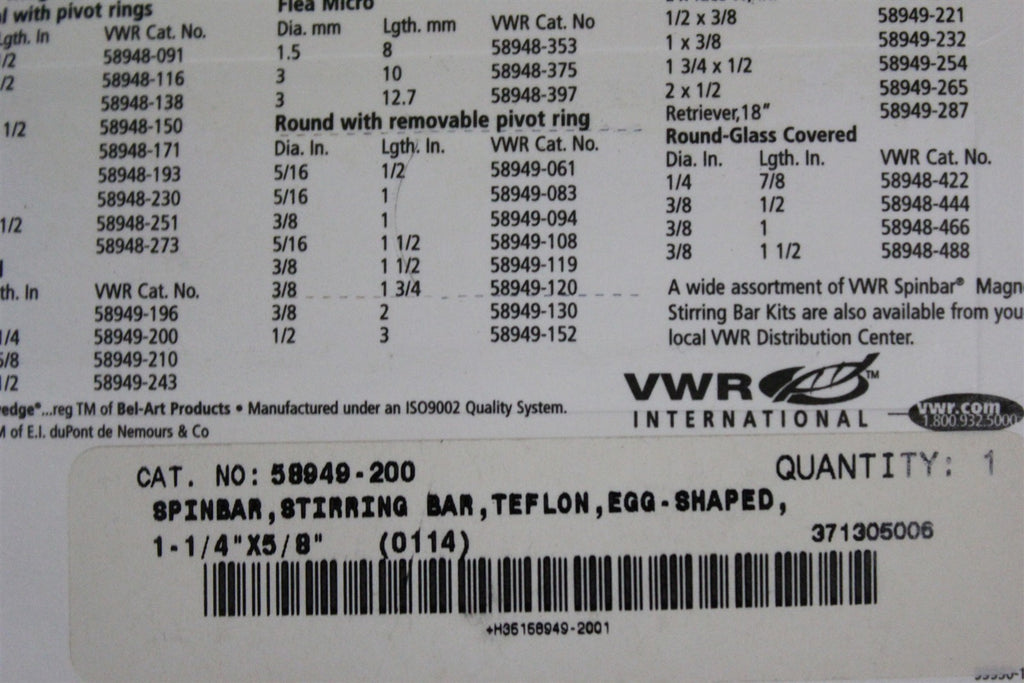 l with pivot rings
Lgth. In VWR Cat. No.
1/2 58948-091
/2 58948-116
58948-138
1/2 58948-150
58948-171
58948-193
58948-230
1/2 58948-251
58948-273
th. In VWR Cat. No.
58949-196
1/4 58949-200
5/8 58949-210
1/2 58949-243
Flea Micro
Dia. mm Lgth. mm VWR Cat. No
1.5 8 58948-353
3 10 58948-375
3 12.7 58948-397
Round with removable pivot ring
Dia. In. Lgth. In. VWR Cat. No.
5/16 1/2 58949-061
5/16 1 58949-083
3/8 1 58949-094
5/16 1 1/2 58949-108
3/8 1 1/2 58949-119
3/8 1 3/4 58949-120
3/8 2 58949-130
1/2 3 58949-152
1/2 x 3/8 58949-221
1 x 3/8 58949-232
1 3/4 x 1/2 58949-254
2 x 1/2 58949-265
Retriever,18" 58949-287
Round-Glass Covered
Dia. In. Lgth. In. VWR Cat. No.
1/4 7/8 58948-422
3/8 1/2 58948-444
3/8 1 58948-466
3/8 1 1/2 58948-488
A wide assortment of VWR Spinbar® Magn
Stirring Bar Kits are also available from you
local VWR Distribution Center.
edge®...reg TM of Bel-Art Products • Manufactured under an ISO9002 Quality System.
M of E.I. duPont de Nemours & Co
VWR TM
INTERNATIONAL
vwr.com
1.800.932.5000
CAT. NO: 58949-200 QUANTITY: 1
SPINBAR,STIRRING BAR,TEFLON,EGG-SHAPED,
1-1/4"X5/8" (0114) 371305006
+H35158949-2001